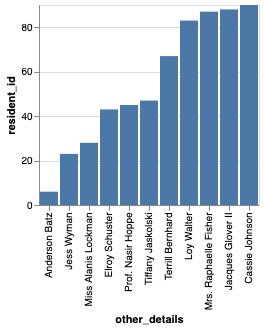 resident_id
80
60
40
20
0
Anderson Batz
Jess Wyman
Miss Alanis Lockman
Elroy Schuster
Prof. Nasir Hoppe
Tiffany Jaskolski
Terrill Bernhard
Loy Walter
Mrs. Raphaelle Fisher
Jacques Glover II
Cassie Johnson
other_details